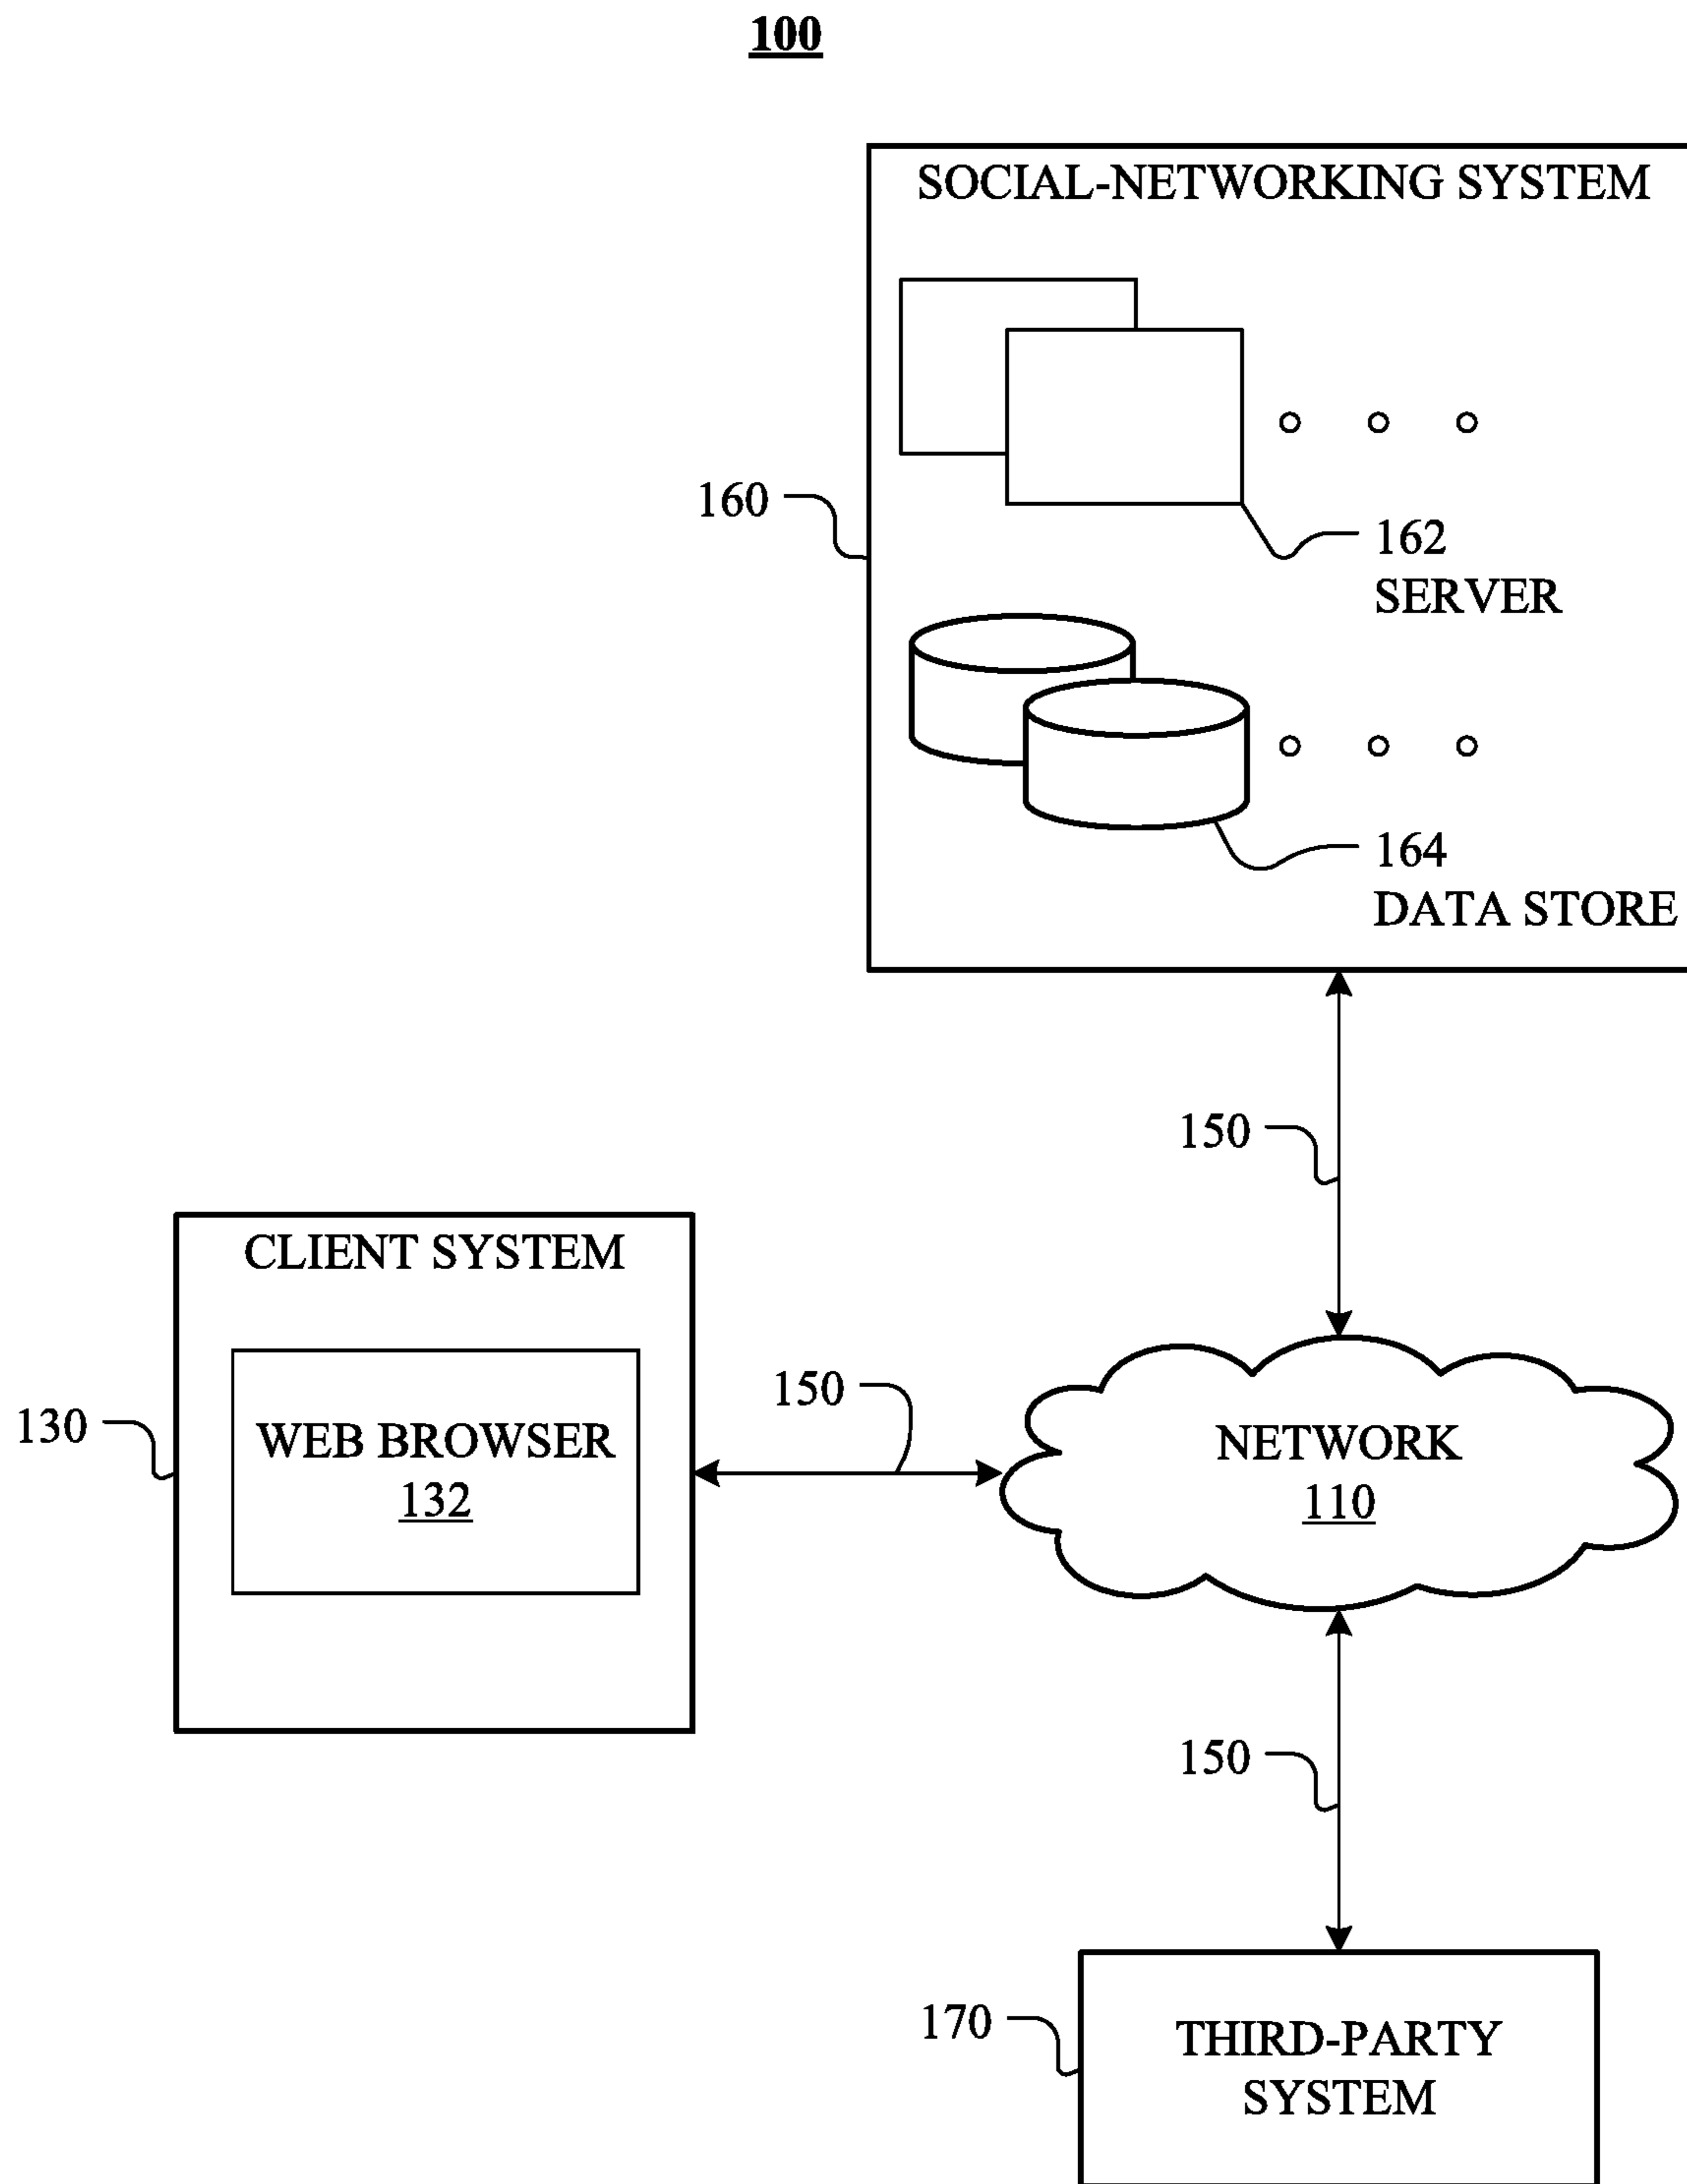 100
SOCIAL-NETWORKING SYSTEM
160
162
SERVER
164
DATA STORE
150
CLIENT SYSTEM
130
WEB BROWSER
132
150
NETWORK
110
150
170
THIRD-PARTY
SYSTEM